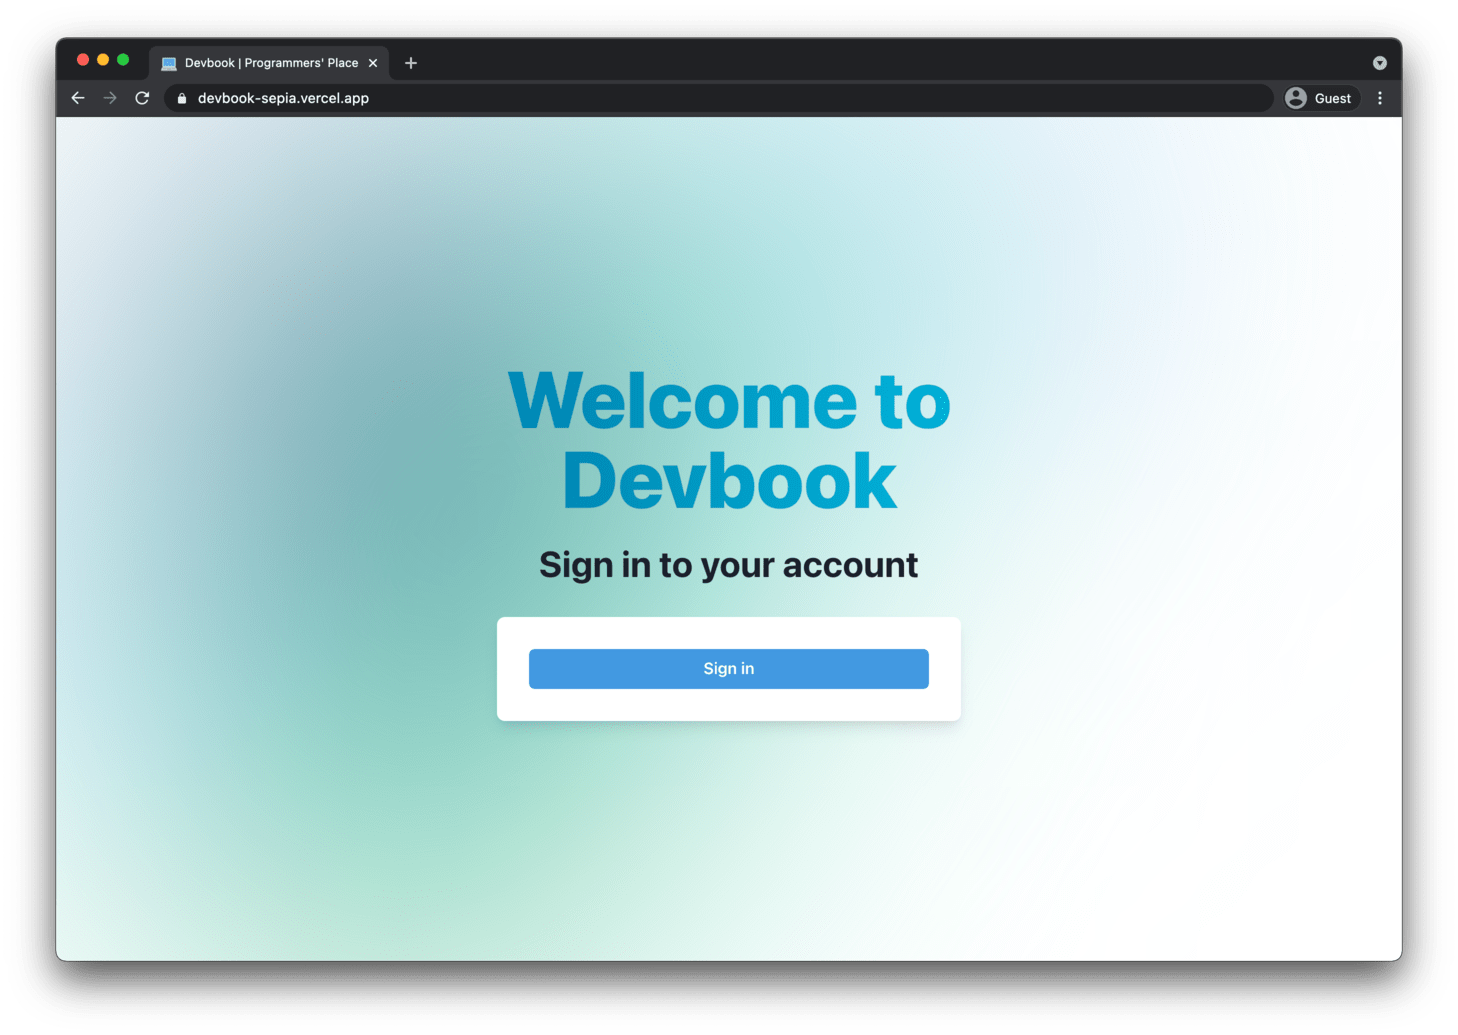 Devbook | Programmers' Place
devbook-sepia.vercel.app
Guest
Welcome to
Devbook
Sign in to your account
Sign in